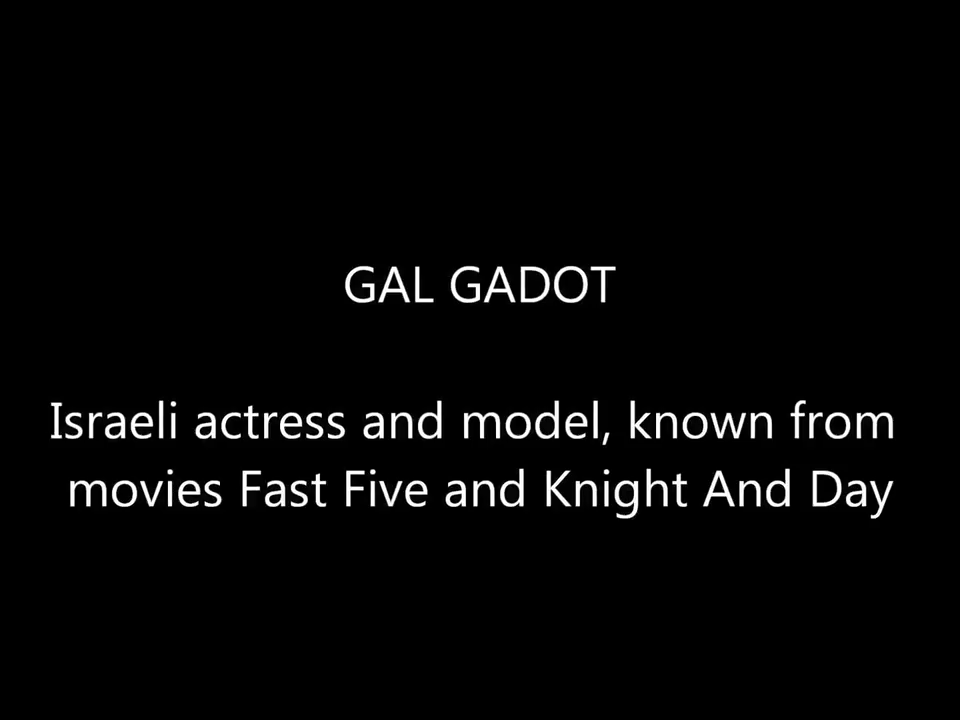 GAL GADOT
Israeli actress and model, known from
movies Fast Five and Knight And Day